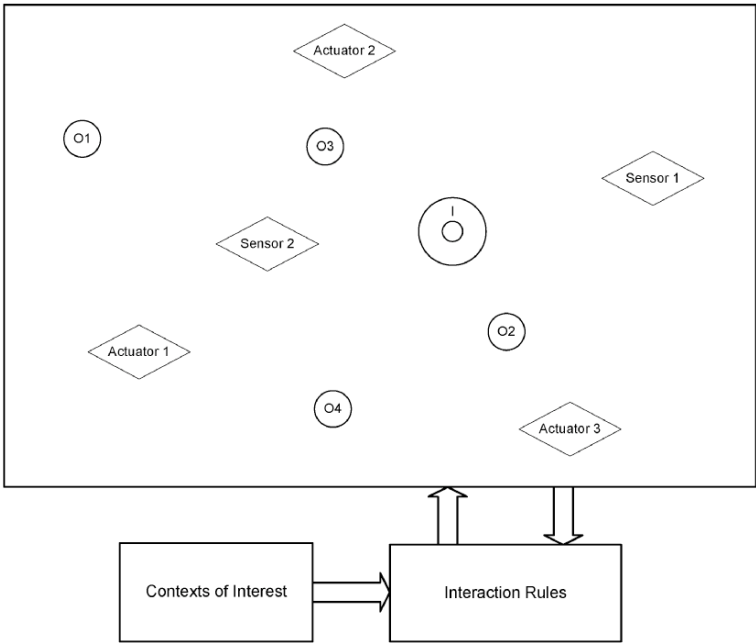 Actuator 2
O1
O3
Sensor 1
I
Sensor 2
O2
Actuator 1
O4
Actuator 3
Contexts of Interest
Interaction Rules